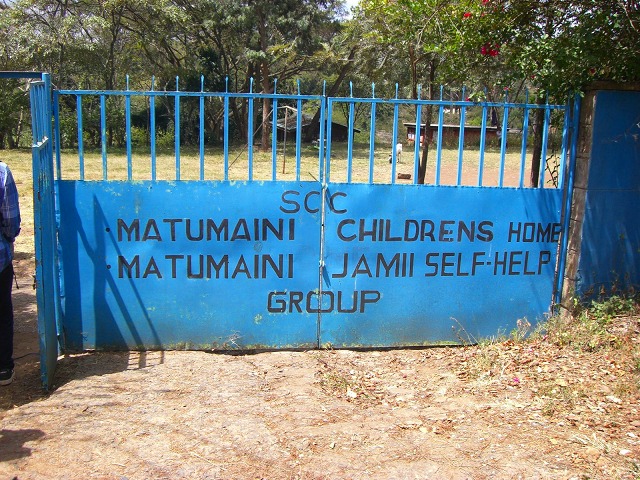 SCC
· MATUMAINI CHILDRENS HOME
· MATUMAINI JAMII SELF-HELP
GROUP